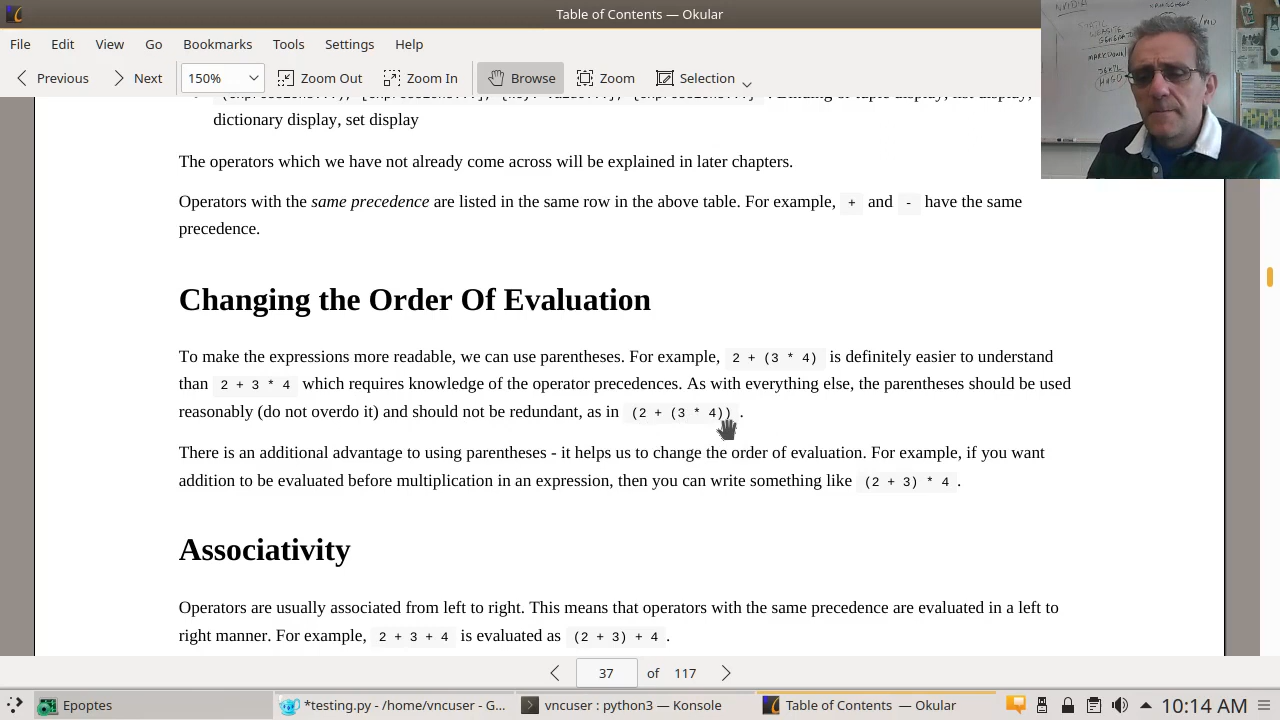 Table of Contents — Okular
File Edit View Go Bookmarks Tools Settings Help
Previous Next 150% Zoom Out Zoom In Browse Zoom Selection
dictionary display, set display
The operators which we have not already come across will be explained in later chapters.
Operators with the same precedence are listed in the same row in the above table. For example, + and - have the same
precedence.
Changing the Order Of Evaluation
To make the expressions more readable, we can use parentheses. For example, 2 + (3 * 4) is definitely easier to understand
than 2 + 3 * 4 which requires knowledge of the operator precedences. As with everything else, the parentheses should be used
reasonably (do not overdo it) and should not be redundant, as in (2 + (3 * 4)) .
There is an additional advantage to using parentheses - it helps us to change the order of evaluation. For example, if you want
addition to be evaluated before multiplication in an expression, then you can write something like (2 + 3) * 4 .
Associativity
Operators are usually associated from left to right. This means that operators with the same precedence are evaluated in a left to
right manner. For example, 2 + 3 + 4 is evaluated as (2 + 3) + 4 .
37 of 117
Epoptes *testing.py - /home/vncuser - G... vncuser : python3 — Konsole Table of Contents — Okular 10:14 AM